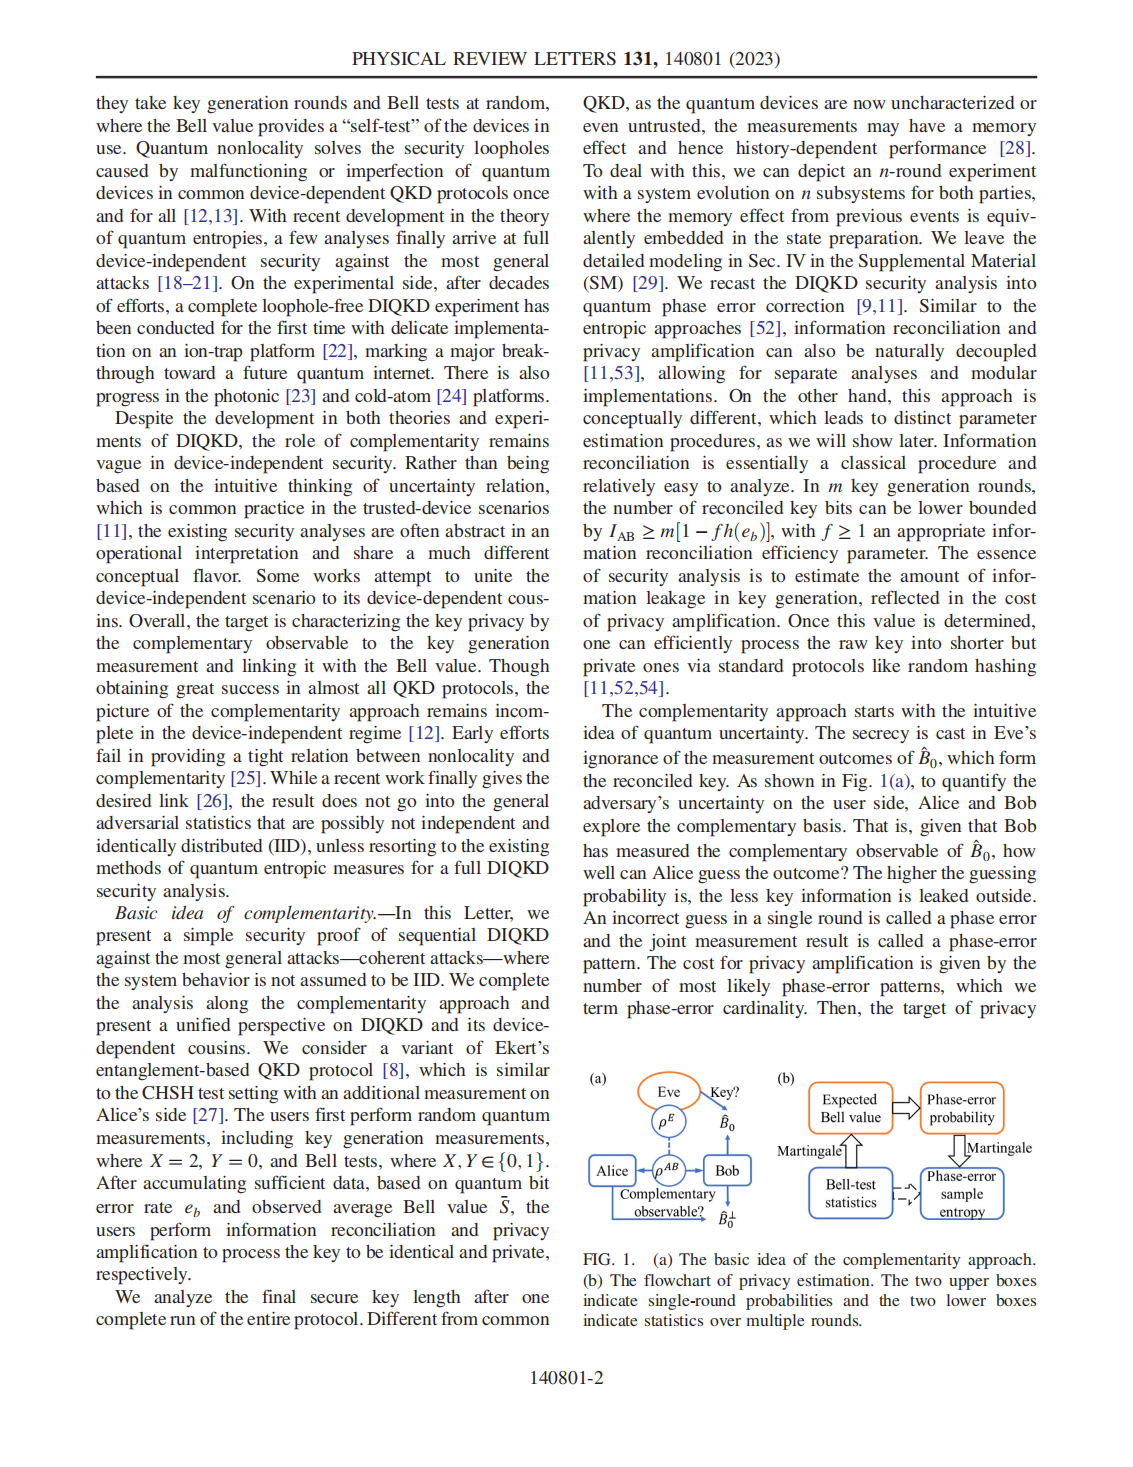 PHYSICAL REVIEW LETTERS 131, 140801 (2023)
they take key generation rounds and Bell tests at random,
where the Bell value provides a “self-test” of the devices in
use. Quantum nonlocality solves the security loopholes
caused by malfunctioning or imperfection of quantum
devices in common device-dependent QKD protocols once
and for all [12,13]. With recent development in the theory
of quantum entropies, a few analyses finally arrive at full
device-independent security against the most general
attacks [18–21]. On the experimental side, after decades
of efforts, a complete loophole-free DIQKD experiment has
been conducted for the first time with delicate implementa-
tion on an ion-trap platform [22], marking a major break-
through toward a future quantum internet. There is also
progress in the photonic [23] and cold-atom [24] platforms.
Despite the development in both theories and experi-
ments of DIQKD, the role of complementarity remains
vague in device-independent security. Rather than being
based on the intuitive thinking of uncertainty relation,
which is common practice in the trusted-device scenarios
[11], the existing security analyses are often abstract in an
operational interpretation and share a much different
conceptual flavor. Some works attempt to unite the
device-independent scenario to its device-dependent cous-
ins. Overall, the target is characterizing the key privacy by
the complementary observable to the key generation
measurement and linking it with the Bell value. Though
obtaining great success in almost all QKD protocols, the
picture of the complementarity approach remains incom-
plete in the device-independent regime [12]. Early efforts
fail in providing a tight relation between nonlocality and
complementarity [25]. While a recent work finally gives the
desired link [26], the result does not go into the general
adversarial statistics that are possibly not independent and
identically distributed (IID), unless resorting to the existing
methods of quantum entropic measures for a full DIQKD
security analysis.
Basic idea of complementarity.—In this Letter, we
present a simple security proof of sequential DIQKD
against the most general attacks—coherent attacks—where
the system behavior is not assumed to be IID. We complete
the analysis along the complementarity approach and
present a unified perspective on DIQKD and its device-
dependent cousins. We consider a variant of Ekert’s
entanglement-based QKD protocol [8], which is similar
to the CHSH test setting with an additional measurement on
Alice’s side [27]. The users first perform random quantum
measurements, including key generation measurements,
where X = 2, Y = 0, and Bell tests, where X, Y ∈ {0, 1}.
After accumulating sufficient data, based on quantum bit
error rate e_b and observed average Bell value S̄, the
users perform information reconciliation and privacy
amplification to process the key to be identical and private,
respectively.
We analyze the final secure key length after one
complete run of the entire protocol. Different from common
QKD, as the quantum devices are now uncharacterized or
even untrusted, the measurements may have a memory
effect and hence history-dependent performance [28].
To deal with this, we can depict an n-round experiment
with a system evolution on n subsystems for both parties,
where the memory effect from previous events is equiv-
alently embedded in the state preparation. We leave the
detailed modeling in Sec. IV in the Supplemental Material
(SM) [29]. We recast the DIQKD security analysis into
quantum phase error correction [9,11]. Similar to the
entropic approaches [52], information reconciliation and
privacy amplification can also be naturally decoupled
[11,53], allowing for separate analyses and modular
implementations. On the other hand, this approach is
conceptually different, which leads to distinct parameter
estimation procedures, as we will show later. Information
reconciliation is essentially a classical procedure and
relatively easy to analyze. In m key generation rounds,
the number of reconciled key bits can be lower bounded
by I_AB ≥ m[1 − fh(e_b)], with f ≥ 1 an appropriate infor-
mation reconciliation efficiency parameter. The essence
of security analysis is to estimate the amount of infor-
mation leakage in key generation, reflected in the cost
of privacy amplification. Once this value is determined,
one can efficiently process the raw key into shorter but
private ones via standard protocols like random hashing
[11,52,54].
The complementarity approach starts with the intuitive
idea of quantum uncertainty. The secrecy is cast in Eve’s
ignorance of the measurement outcomes of B̂₀, which form
the reconciled key. As shown in Fig. 1(a), to quantify the
adversary’s uncertainty on the user side, Alice and Bob
explore the complementary basis. That is, given that Bob
has measured the complementary observable of B̂₀, how
well can Alice guess the outcome? The higher the guessing
probability is, the less key information is leaked outside.
An incorrect guess in a single round is called a phase error
and the joint measurement result is called a phase-error
pattern. The cost for privacy amplification is given by the
number of most likely phase-error patterns, which we
term phase-error cardinality. Then, the target of privacy
(a)
Eve
Key?
ρ^E
B̂₀
Alice
ρ^AB
Bob
Complementary
observable?
B̂₀^⊥
(b)
Expected
Bell value
Phase-error
probability
Martingale
Martingale
Bell-test
statistics
Phase-error
sample
entropy
FIG. 1. (a) The basic idea of the complementarity approach.
(b) The flowchart of privacy estimation. The two upper boxes
indicate single-round probabilities and the two lower boxes
indicate statistics over multiple rounds.
140801-2